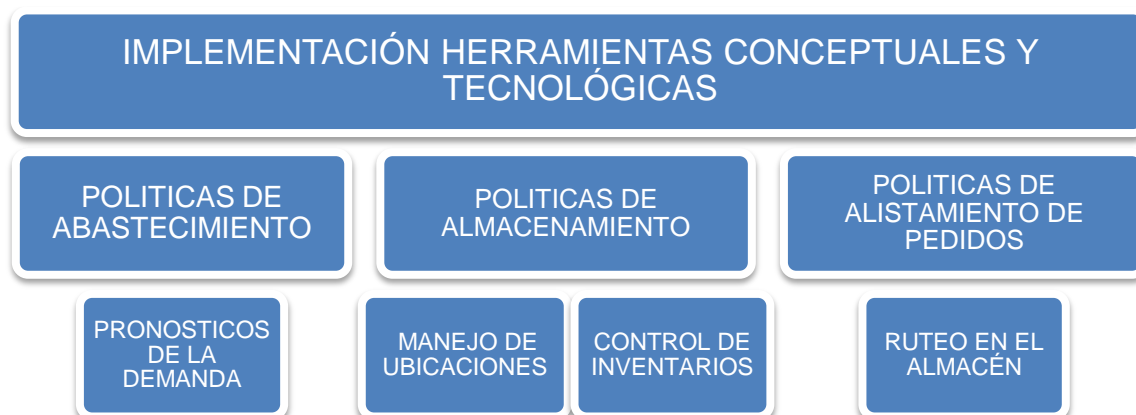 IMPLEMENTACIÓN HERRAMIENTAS CONCEPTUALES Y
TECNOLÓGICAS
POLITICAS DE
ABASTECIMIENTO
POLITICAS DE
ALMACENAMIENTO
POLITICAS DE
ALISTAMIENTO DE
PEDIDOS
PRONOSTICOS
DE LA
DEMANDA
MANEJO DE
UBICACIONES
CONTROL DE
INVENTARIOS
RUTEO EN EL
ALMACÉN